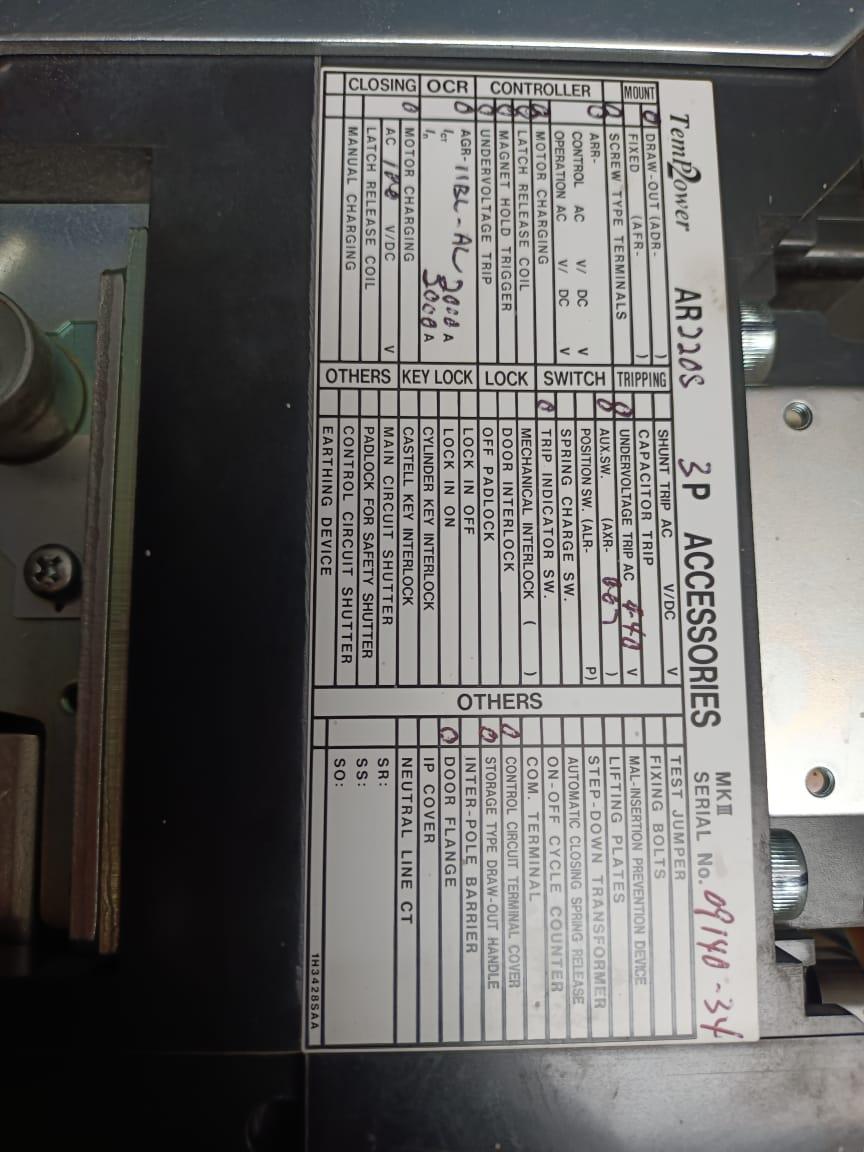 TemPower 2 AR220S 3P ACCESSORIES MKIII
SERIAL No. 09140-34
MOUNT
O DRAW-OUT (ADR- )
FIXED (AFR- )
O SCREW TYPE TERMINALS
CONTROLLER
O ARR-
CONTROL AC V/ DC V
OPERATION AC V/ DC V
O MOTOR CHARGING
O LATCH RELEASE COIL
O MAGNET HOLD TRIGGER
O UNDERVOLTAGE TRIP
OCR
O AGR-11BL-AL
ICT 2000 A
In A
CLOSING
O MOTOR CHARGING
AC V/DC V
LATCH RELEASE COIL
MANUAL CHARGING
TRIPPING
SHUNT TRIP AC V/DC V
CAPACITOR TRIP
O UNDERVOLTAGE TRIP AC 440 V
SWITCH
O AUX.SW. (AXR- )
POSITION SW. (ALR- P)
SPRING CHARGE SW.
O TRIP INDICATOR SW.
LOCK
MECHANICAL INTERLOCK ( )
DOOR INTERLOCK
OFF PADLOCK
KEY LOCK
LOCK IN OFF
LOCK IN ON
CYLINDER KEY INTERLOCK
CASTELL KEY INTERLOCK
OTHERS
MAIN CIRCUIT SHUTTER
PADLOCK FOR SAFETY SHUTTER
CONTROL CIRCUIT SHUTTER
EARTHING DEVICE
OTHERS
TEST JUMPER
FIXING BOLTS
MAL-INSERTION PREVENTION DEVICE
LIFTING PLATES
STEP-DOWN TRANSFORMER
AUTOMATIC CLOSING SPRING RELEASE
ON-OFF CYCLE COUNTER
COM. TERMINAL
O CONTROL CIRCUIT TERMINAL COVER
O STORAGE TYPE DRAW-OUT HANDLE
INTER-POLE BARRIER
O DOOR FLANGE
IP COVER
NEUTRAL LINE CT
SR:
SS:
SO:
1H3428SAA